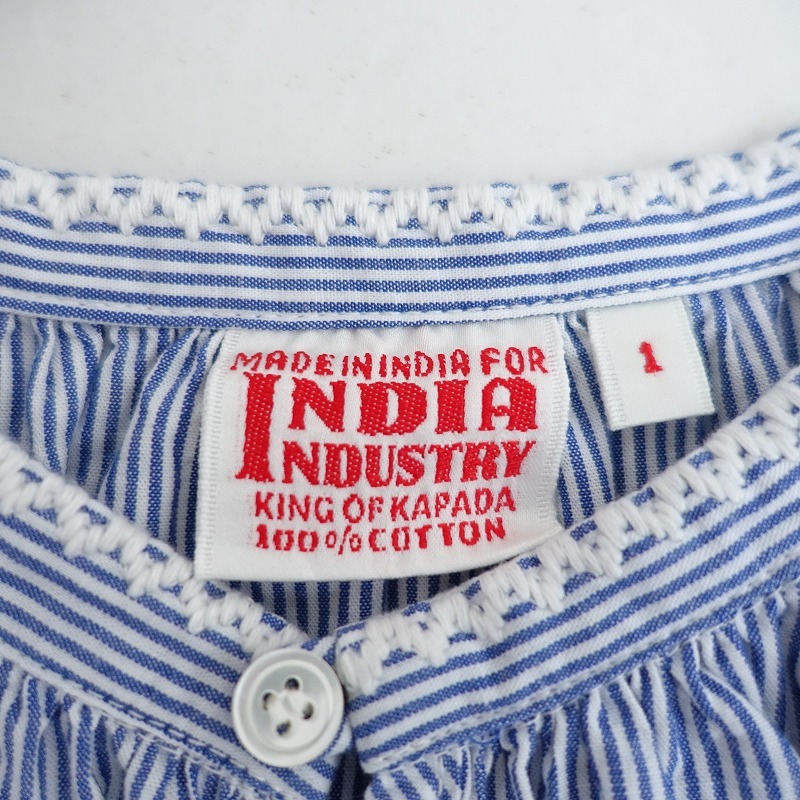 MADE IN INDIA FOR
INDIA
INDUSTRY
KING OF KAPADA
100% COTTON
1